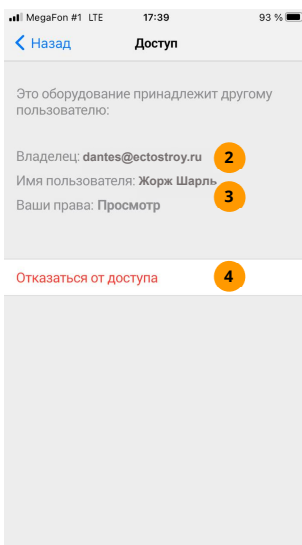 MegaFon #1 LTE 17:39 93 %
Назад Доступ
Это оборудование принадлежит другому
пользователю:
Владелец: dantes@ectostroy.ru 2
Имя пользователя: Жорж Шарль
3
Ваши права: Просмотр
Отказаться от доступа 4